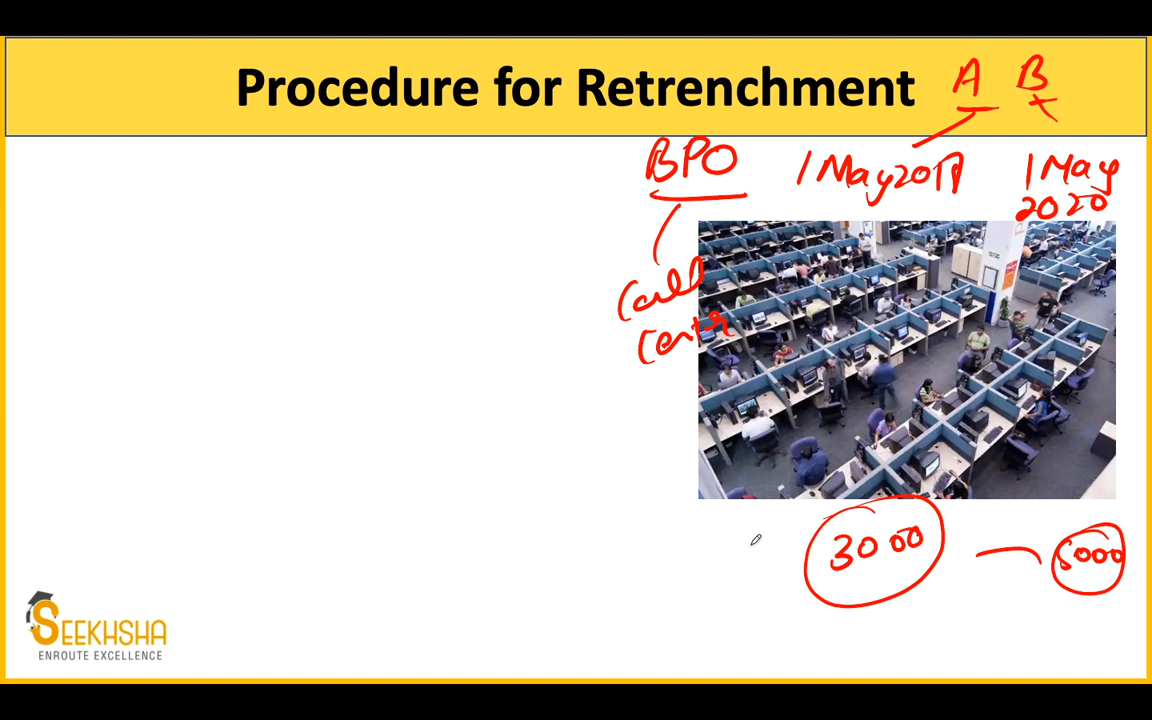 Procedure for Retrenchment
A B
BPO
1 May 2019
1 May
2020
Call
Center
3000
5000
SEEKHSHA
ENROUTE EXCELLENCE